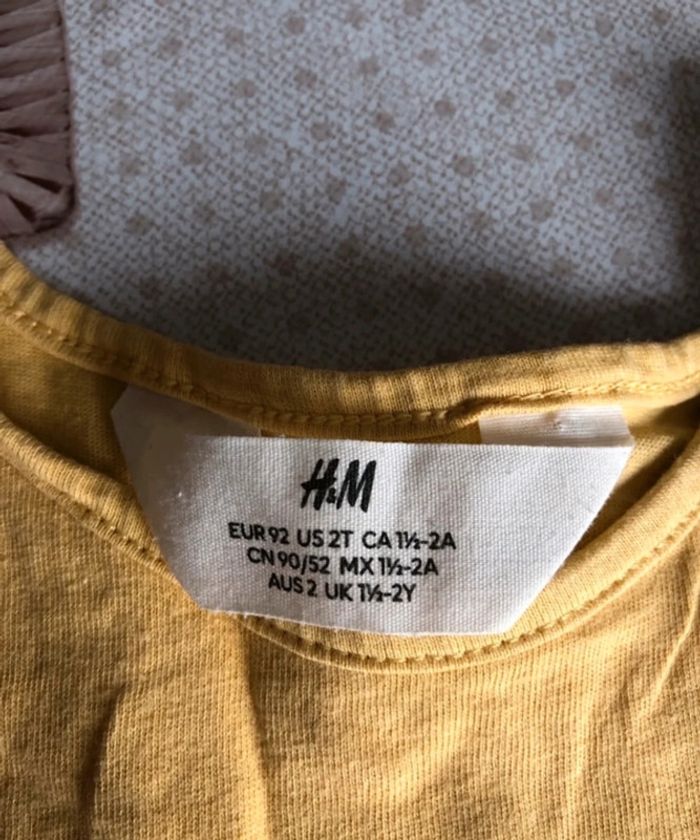 H&M
EUR 92 US 2T CA 1½-2A
CN 90/52 MX 1½-2A
AUS 2 UK 1½-2Y